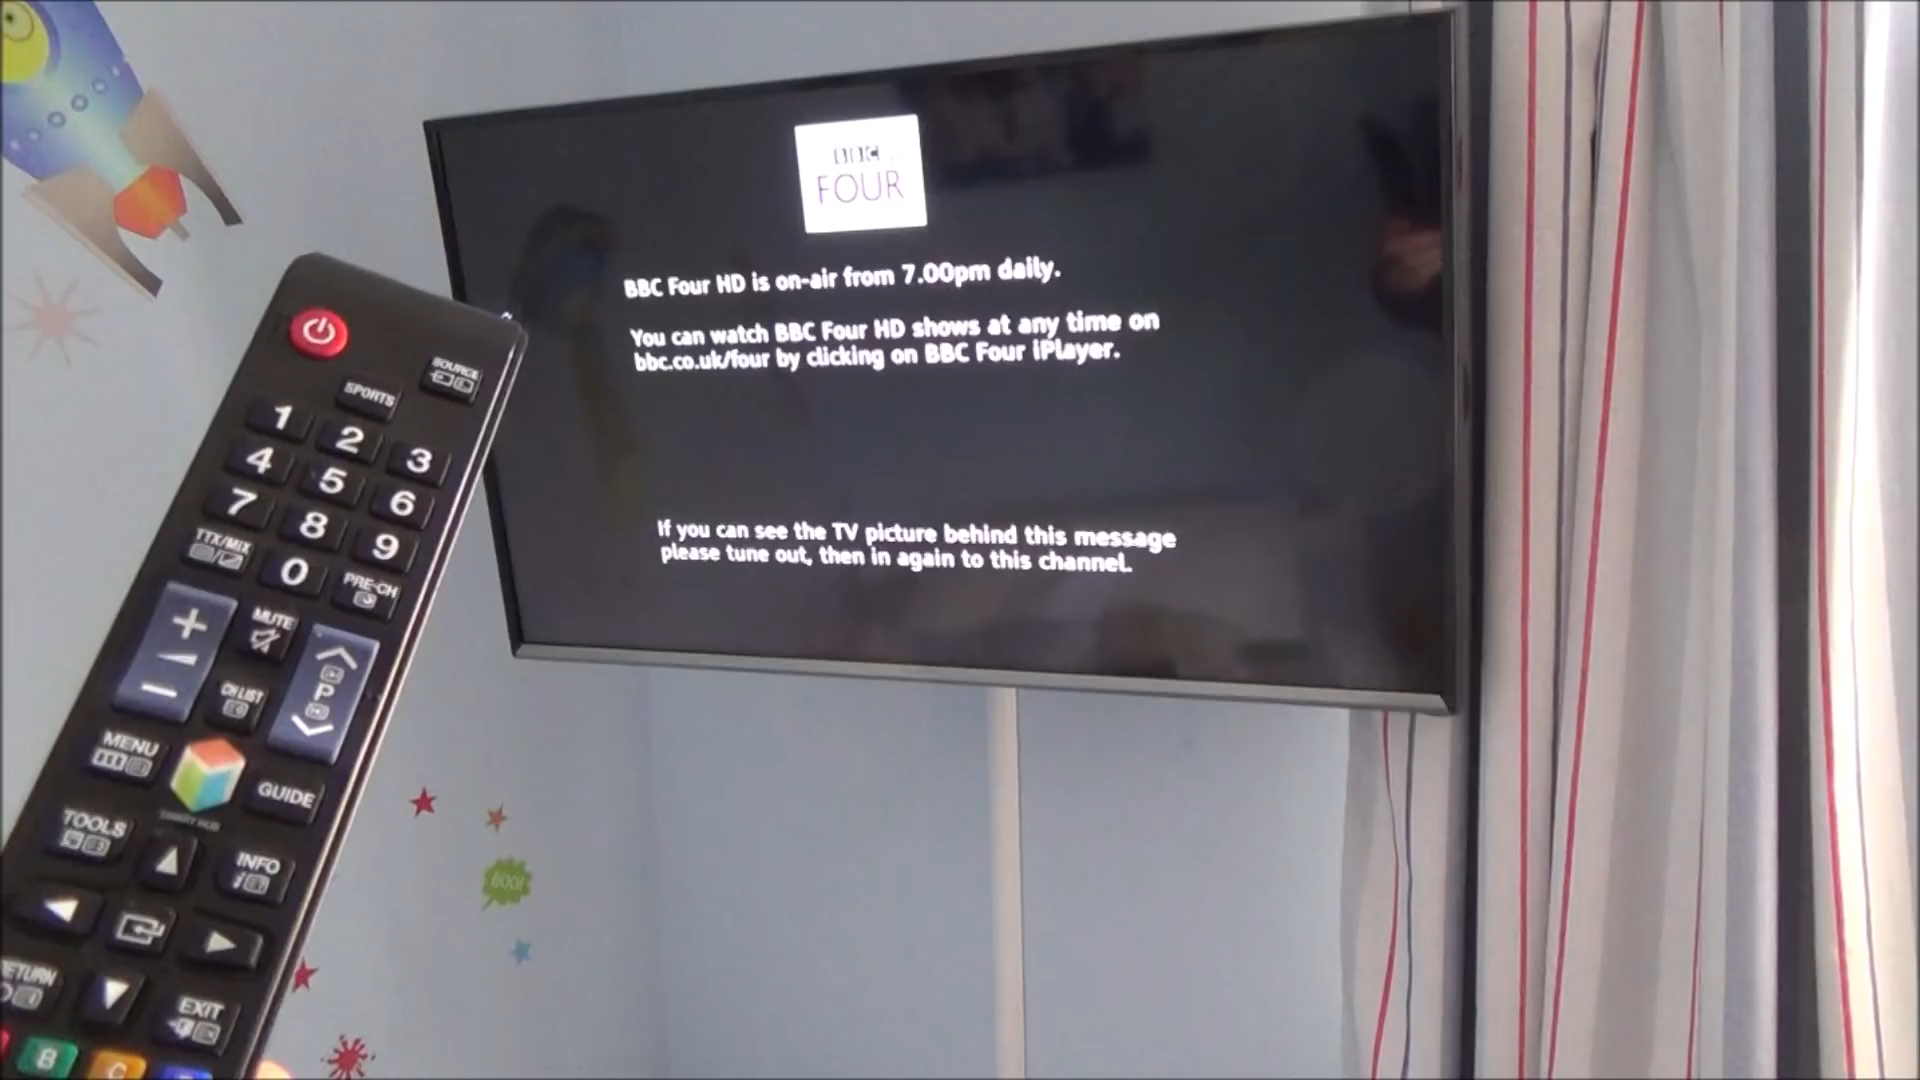 BBC
FOUR
BBC Four HD is on-air from 7.00pm daily.
You can watch BBC Four HD shows at any time on
bbc.co.uk/four by clicking on BBC Four iPlayer.
If you can see the TV picture behind this message
please tune out, then in again to this channel.
SOURCE
SPORTS
1 2 3
4 5 6
7 8 9
TTX/MIX 0 PRE-CH
+ MUTE
− CH LIST P
MENU GUIDE
SMART HUB
TOOLS INFO
i
RETURN EXIT
B C
BOO!